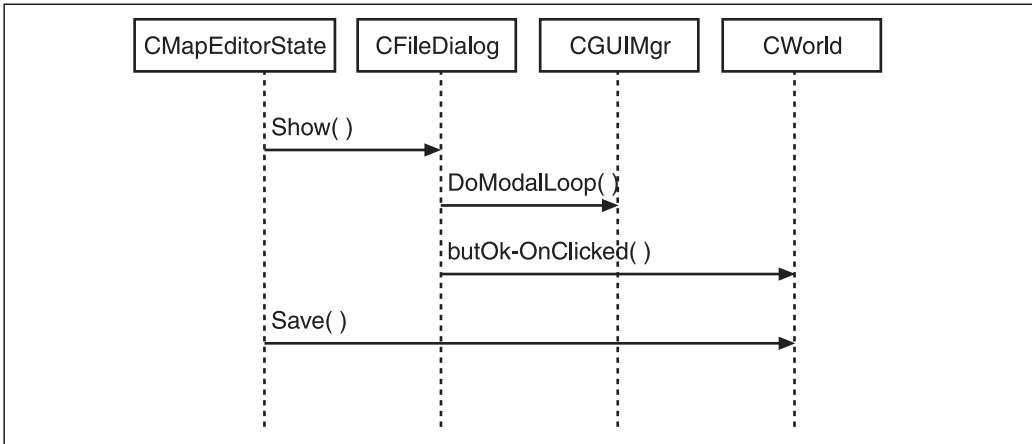 CMapEditorState
CFileDialog
CGUIMgr
CWorld
Show( )
DoModalLoop( )
butOk-OnClicked( )
Save( )